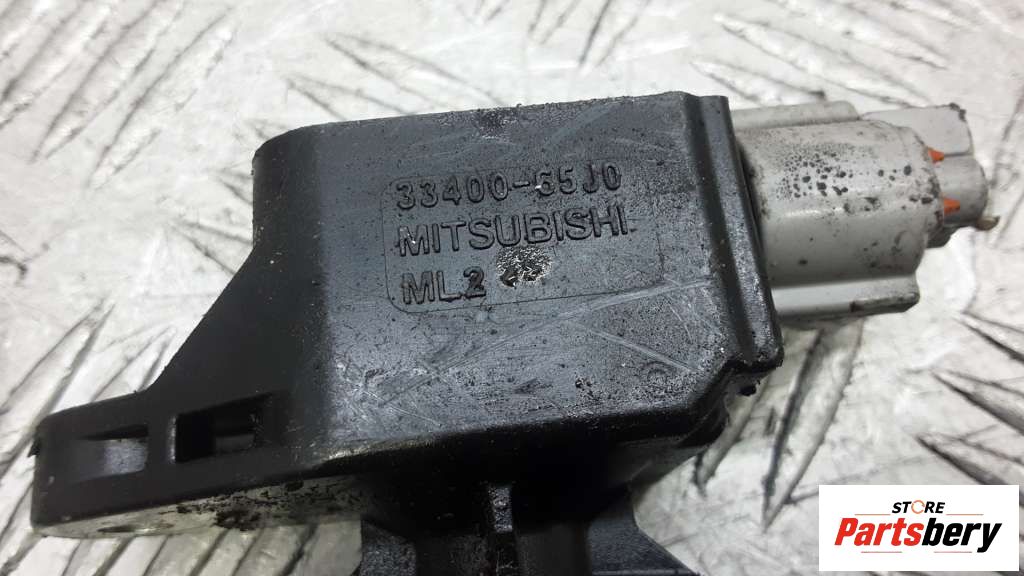 33400-65J0
MITSUBISHI
ML2
STORE
Partsbery